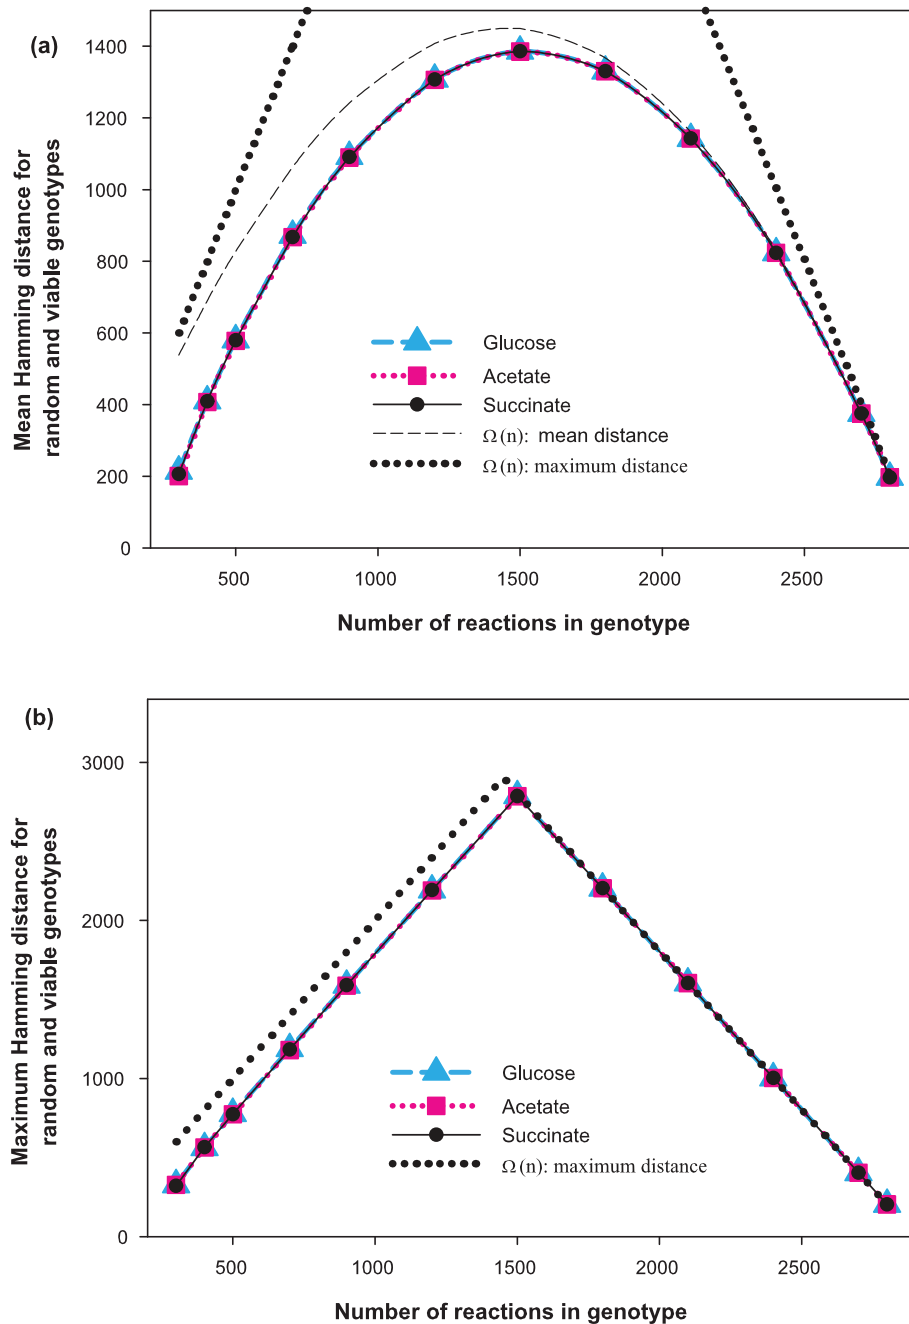 (a)
Mean Hamming distance for
random and viable genotypes
1400
1200
1000
800
600
400
200
0
Glucose
Acetate
Succinate
Ω(n): mean distance
Ω(n): maximum distance
500
1000
1500
2000
2500
Number of reactions in genotype
(b)
Maximum Hamming distance for
random and viable genotypes
3000
2000
1000
0
Glucose
Acetate
Succinate
Ω(n): maximum distance
500
1000
1500
2000
2500
Number of reactions in genotype